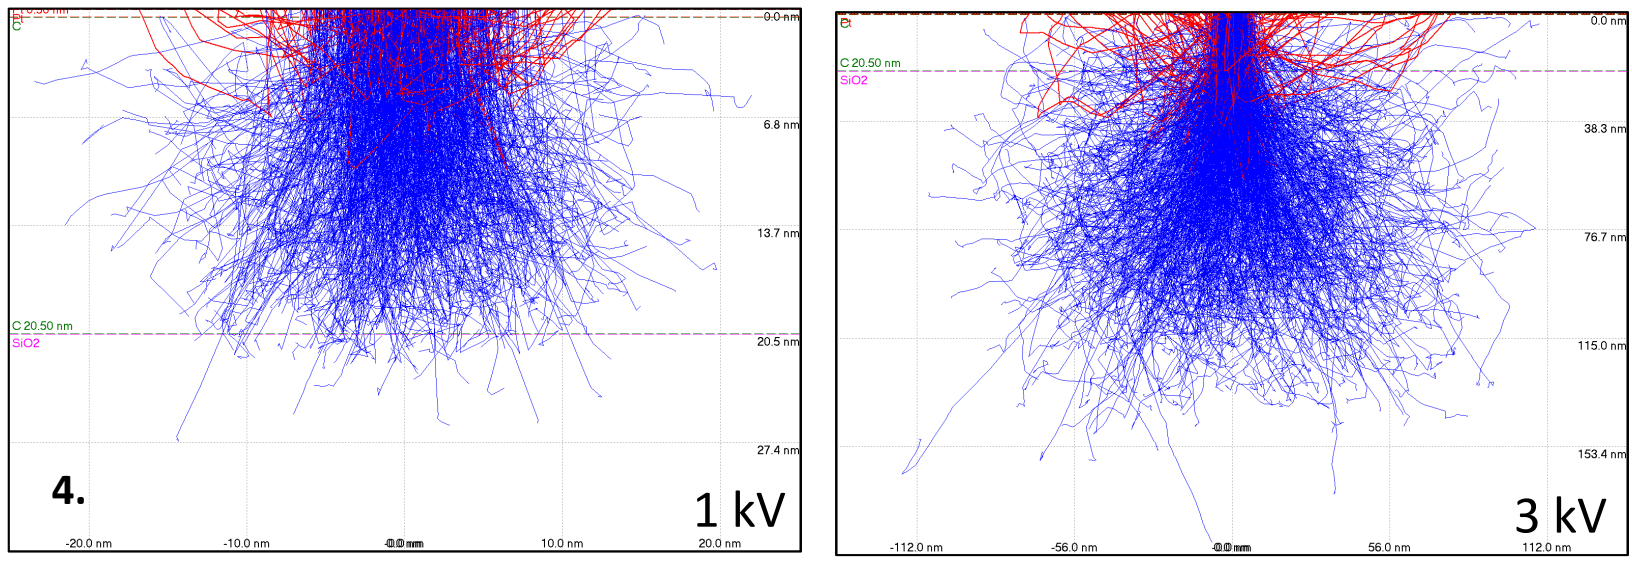 0.50 nm
C
0.0 nm
6.8 nm
13.7 nm
C 20.50 nm
SiO2
20.5 nm
27.4 nm
4.
1 kV
-20.0 nm
-10.0 nm
10.0 nm
20.0 nm
0.0 nm
C 20.50 nm
SiO2
38.3 nm
76.7 nm
115.0 nm
153.4 nm
3 kV
-112.0 nm
-56.0 nm
56.0 nm
112.0 nm